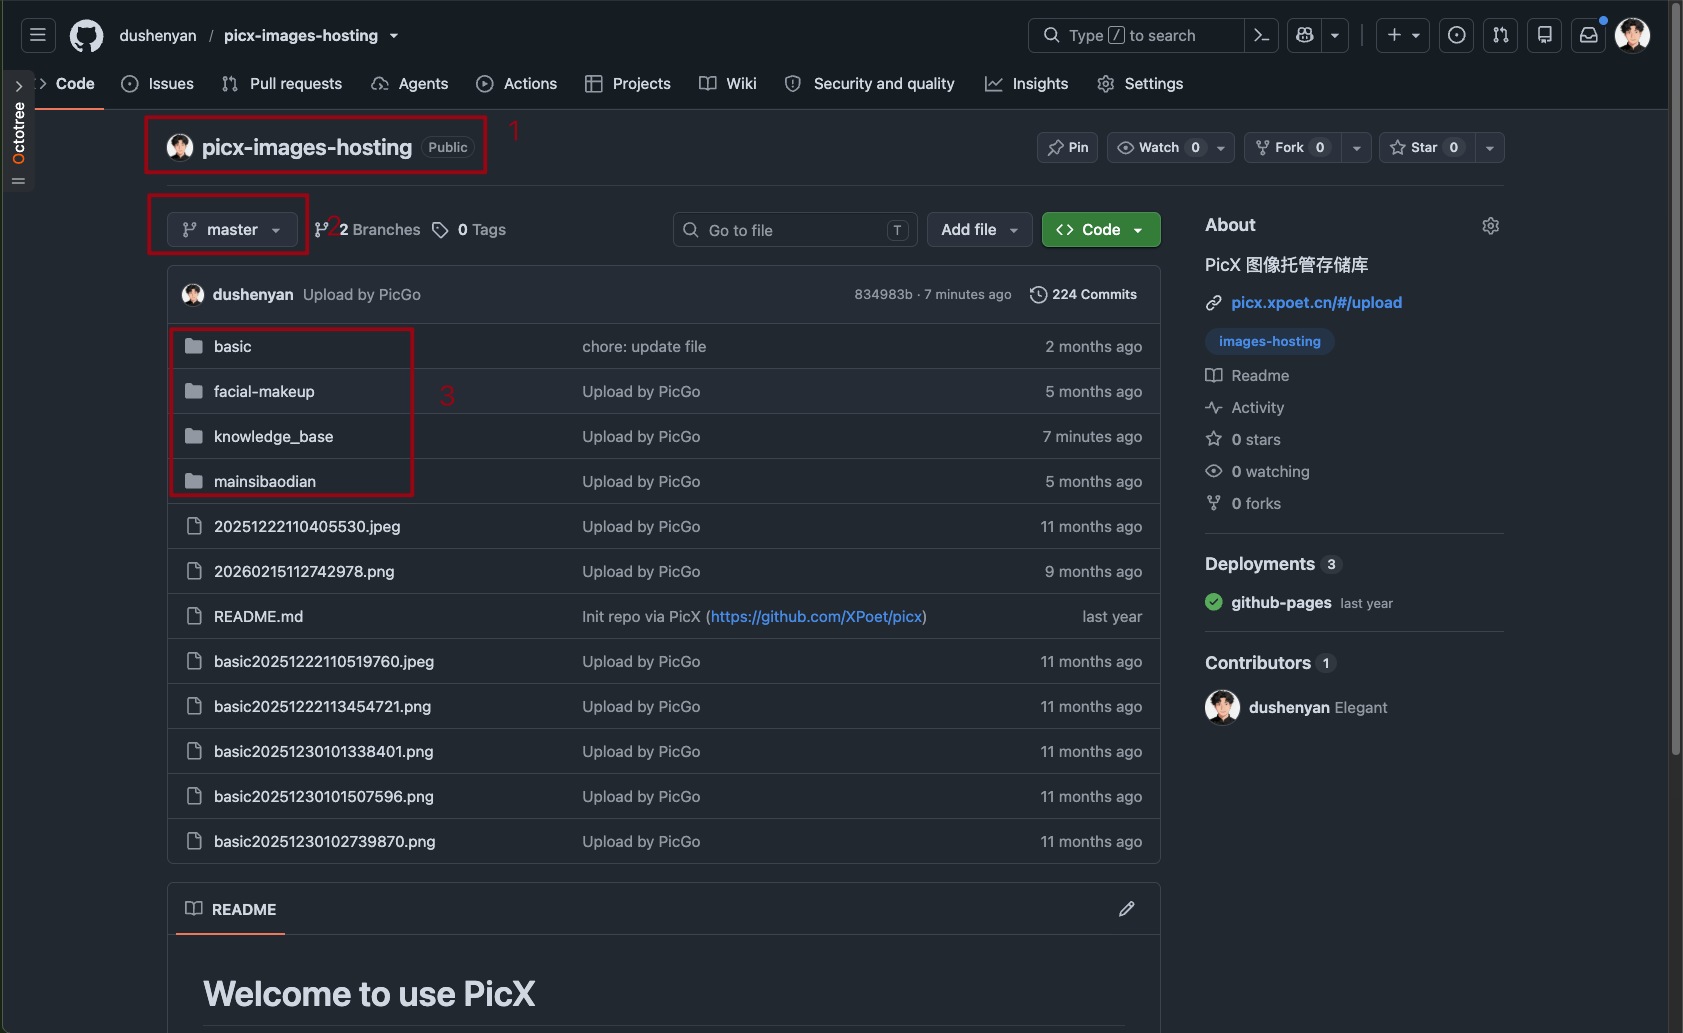 dushenyan / picx-images-hosting
Type / to search
Code
Issues
Pull requests
Agents
Actions
Projects
Wiki
Security and quality
Insights
Settings
Octotree
picx-images-hosting Public
1
Pin
Watch 0
Fork 0
Star 0
master
2
2 Branches
0 Tags
Go to file T
Add file
Code
dushenyan Upload by PicGo 834983b · 7 minutes ago 224 Commits
basic chore: update file 2 months ago
facial-makeup Upload by PicGo 5 months ago
3
knowledge_base Upload by PicGo 7 minutes ago
mainsibaodian Upload by PicGo 5 months ago
20251222110405530.jpeg Upload by PicGo 11 months ago
20260215112742978.png Upload by PicGo 9 months ago
README.md Init repo via PicX (https://github.com/XPoet/picx) last year
basic20251222110519760.jpeg Upload by PicGo 11 months ago
basic20251222113454721.png Upload by PicGo 11 months ago
basic20251230101338401.png Upload by PicGo 11 months ago
basic20251230101507596.png Upload by PicGo 11 months ago
basic20251230102739870.png Upload by PicGo 11 months ago
README
Welcome to use PicX
About
PicX 图像托管存储库
picx.xpoet.cn/#/upload
images-hosting
Readme
Activity
0 stars
0 watching
0 forks
Deployments 3
github-pages last year
Contributors 1
dushenyan Elegant